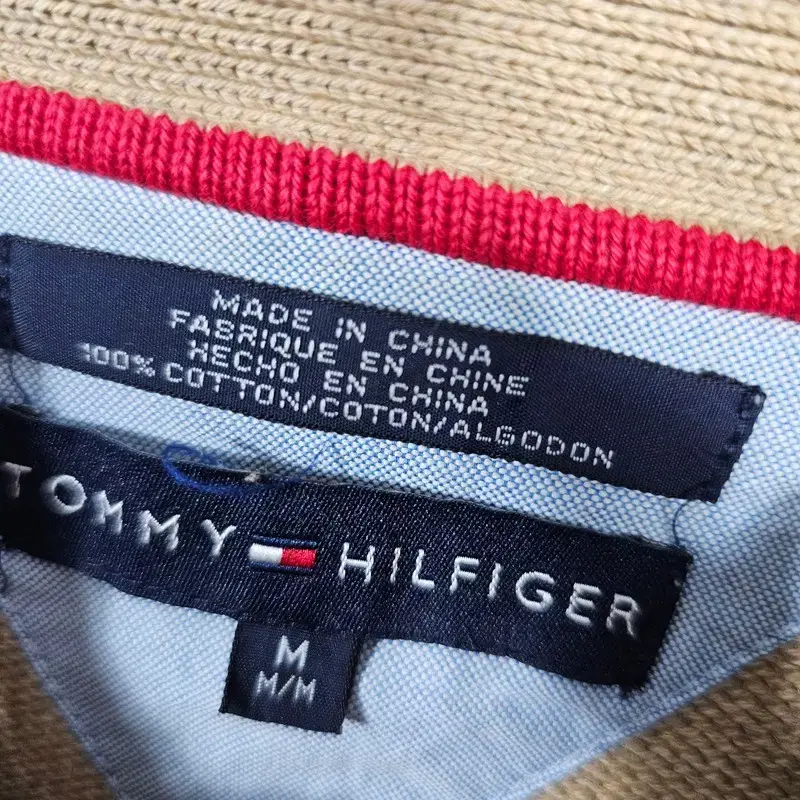 MADE IN CHINA
FABRIQUE EN CHINE
HECHO EN CHINA
100% COTTON/COTON/ALGODON
TOMMY HILFIGER
M
M/M